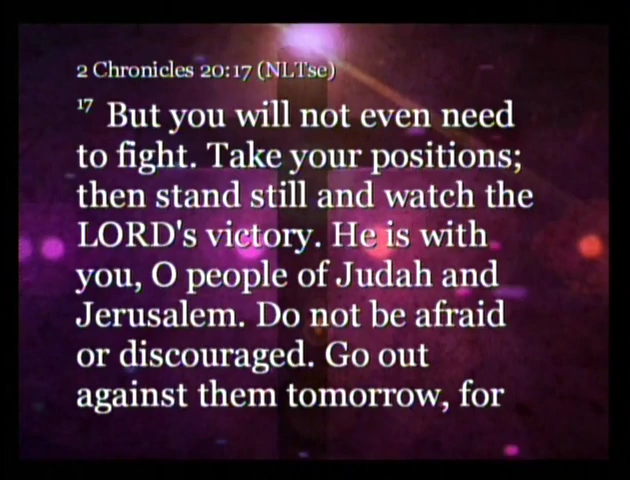 2 Chronicles 20:17 (NLTse)
17 But you will not even need
to fight. Take your positions;
then stand still and watch the
LORD's victory. He is with
you, O people of Judah and
Jerusalem. Do not be afraid
or discouraged. Go out
against them tomorrow, for